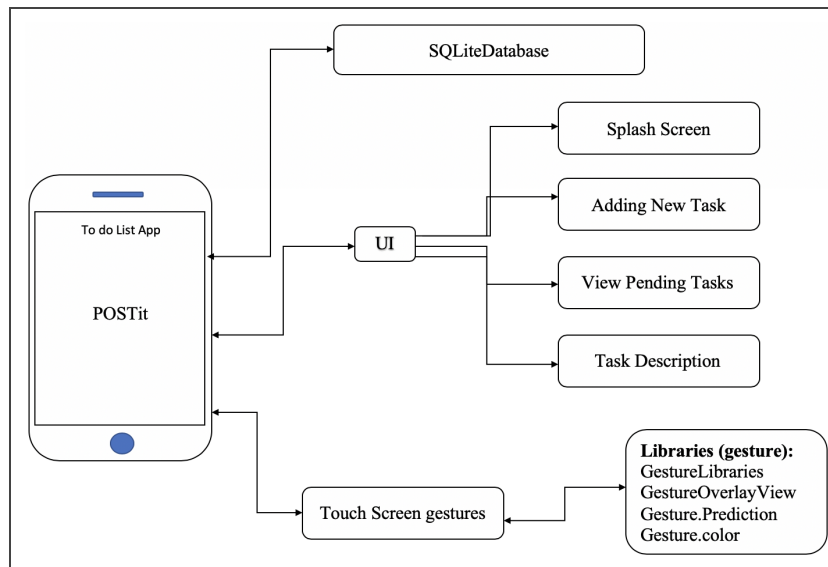 SQLiteDatabase
Splash Screen
Adding New Task
To do List App
UI
View Pending Tasks
POSTit
Task Description
Libraries (gesture):
GestureLibraries
GestureOverlayView
Gesture.Prediction
Gesture.color
Touch Screen gestures